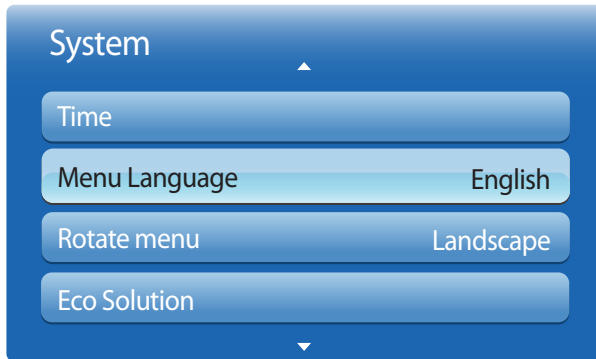 System
Time
Menu Language English
Rotate menu Landscape
Eco Solution